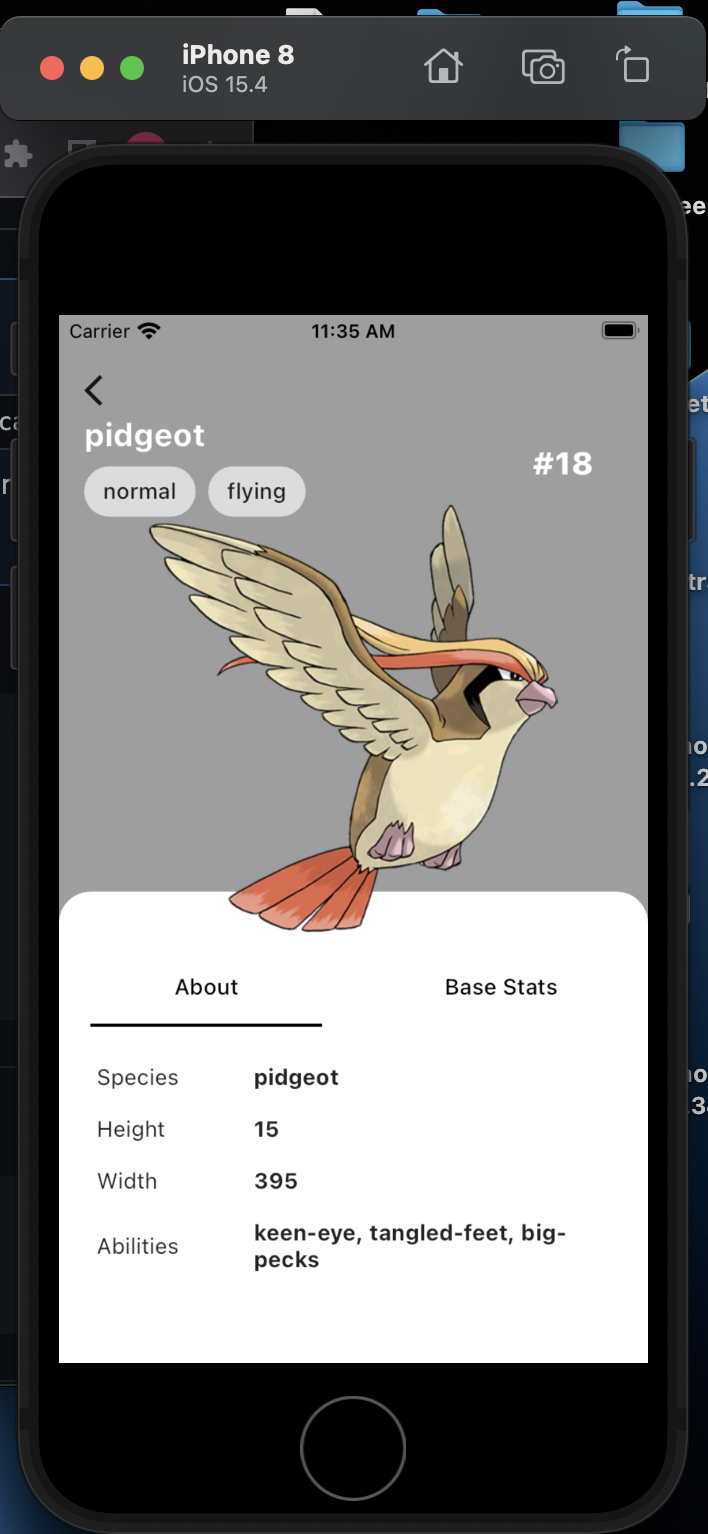 iPhone 8
iOS 15.4
Carrier 11:35 AM
pidgeot
#18
normal flying
About Base Stats
Species pidgeot
Height 15
Width 395
Abilities keen-eye, tangled-feet, big-
pecks